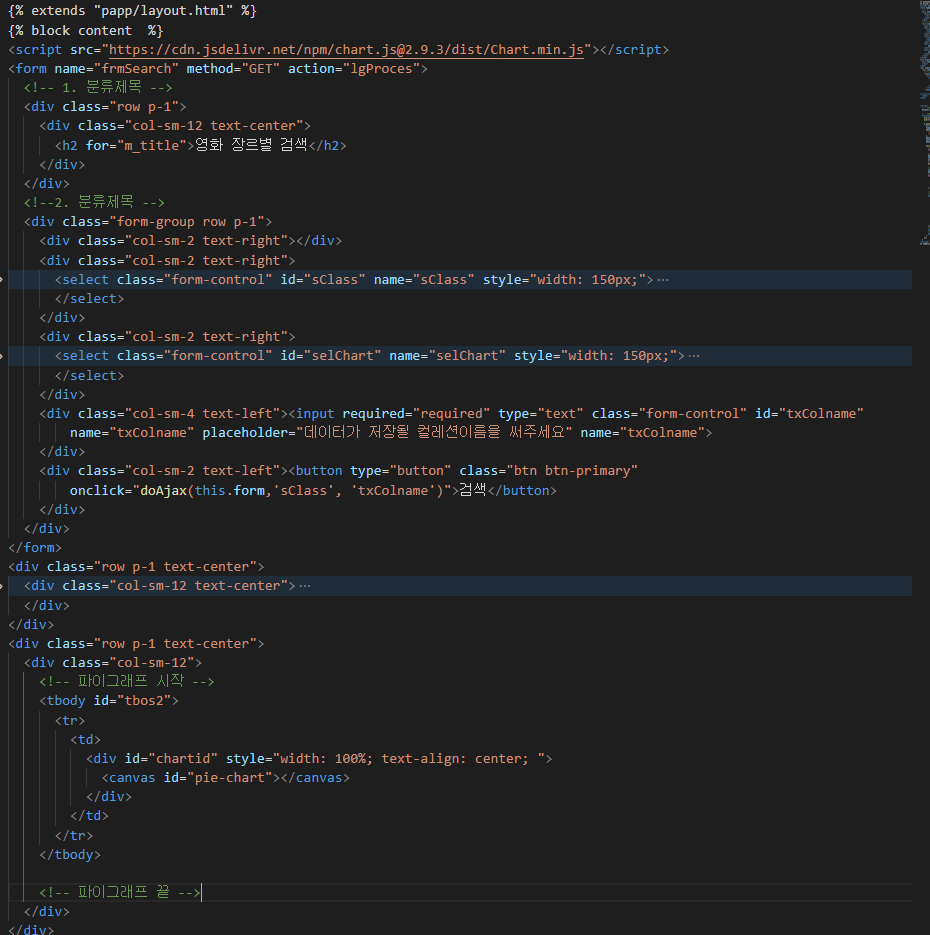 {% extends "papp/layout.html" %}
{% block content  %}
<script src="https://cdn.jsdelivr.net/npm/chart.js@2.9.3/dist/Chart.min.js"></script>
<form name="frmSearch" method="GET" action="lgProces">
<!-- 1. 분류제목 -->
<div class="row p-1">
<div class="col-sm-12 text-center">
<h2 for="m_title">영화 장르별 검색</h2>
</div>
</div>
<!--2. 분류제목 -->
<div class="form-group row p-1">
<div class="col-sm-2 text-right"></div>
<div class="col-sm-2 text-right">
<select class="form-control" id="sClass" name="sClass" style="width: 150px;">···
</select>
</div>
<div class="col-sm-2 text-right">
<select class="form-control" id="selChart" name="selChart" style="width: 150px;">···
</select>
</div>
<div class="col-sm-4 text-left"><input required="required" type="text" class="form-control" id="txColname"
name="txColname" placeholder="데이터가 저장될 컬레션이름을 써주세요" name="txColname">
</div>
<div class="col-sm-2 text-left"><button type="button" class="btn btn-primary"
onclick="doAjax(this.form,'sClass', 'txColname')">검색</button>
</div>
</div>
</form>
<div class="row p-1 text-center">
<div class="col-sm-12 text-center">···
</div>
</div>
<div class="row p-1 text-center">
<div class="col-sm-12">
<!-- 파이그래프 시작 -->
<tbody id="tbos2">
<tr>
<td>
<div id="chartid" style="width: 100%; text-align: center; ">
<canvas id="pie-chart"></canvas>
</div>
</td>
</tr>
</tbody>
<!-- 파이그래프 끝 -->
</div>
</div>